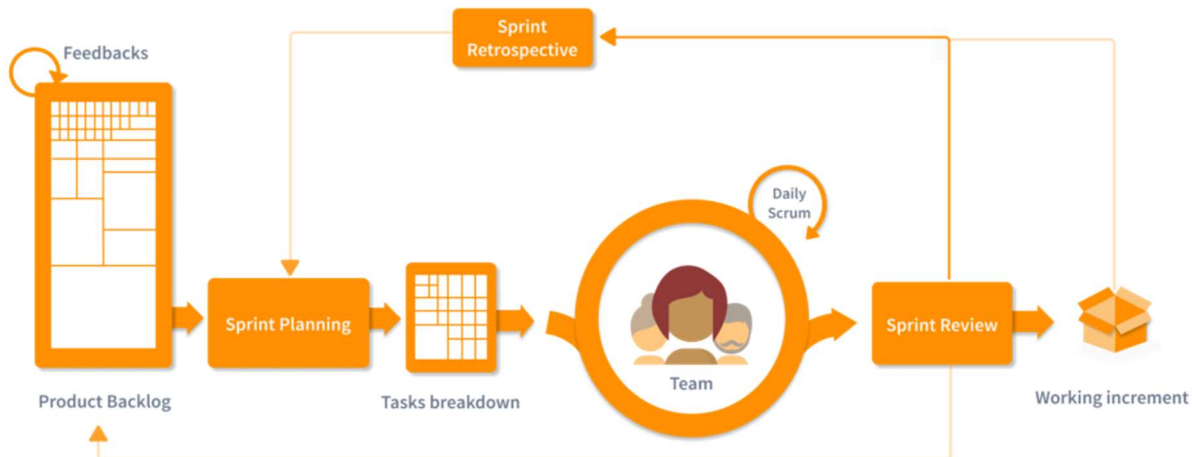 Sprint
Retrospective
Feedbacks
Daily
Scrum
Sprint Planning
Sprint Review
Team
Product Backlog
Tasks breakdown
Working increment